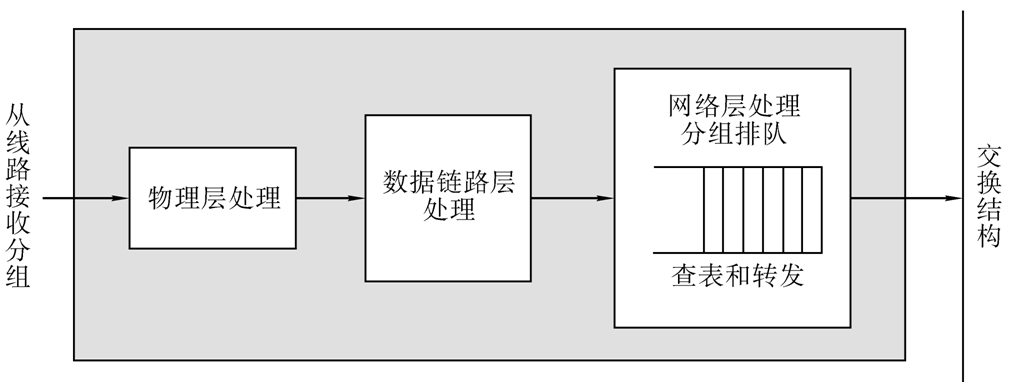 从线路接收分组
物理层处理
数据链路层
处理
网络层处理
分组排队
查表和转发
交换结构